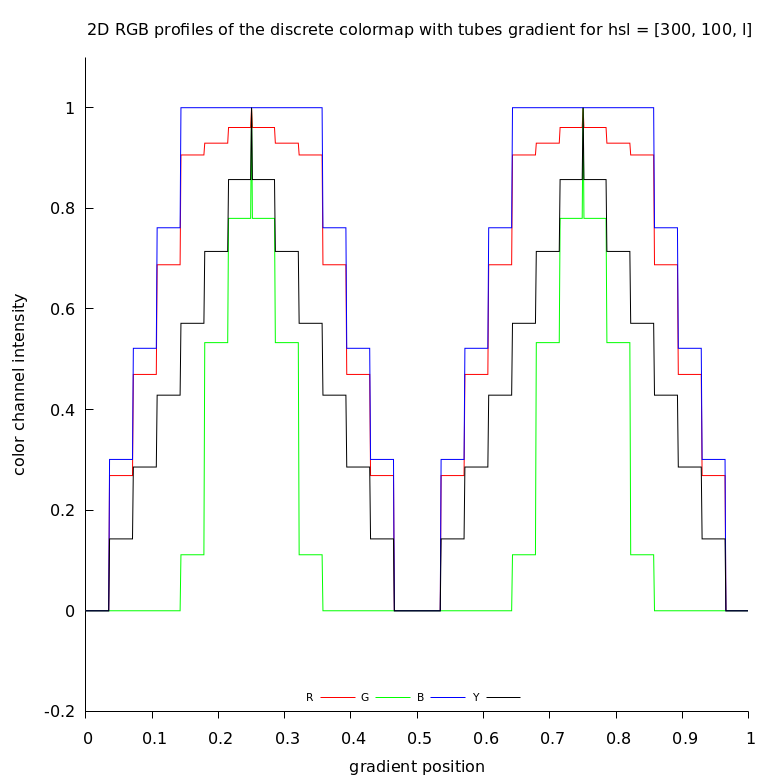 2D RGB profiles of the discrete colormap with tubes gradient for hsl = [300, 100, l]
1
0.8
0.6
0.4
0.2
0
-0.2
color channel intensity
R G B Y
0 0.1 0.2 0.3 0.4 0.5 0.6 0.7 0.8 0.9 1
gradient position